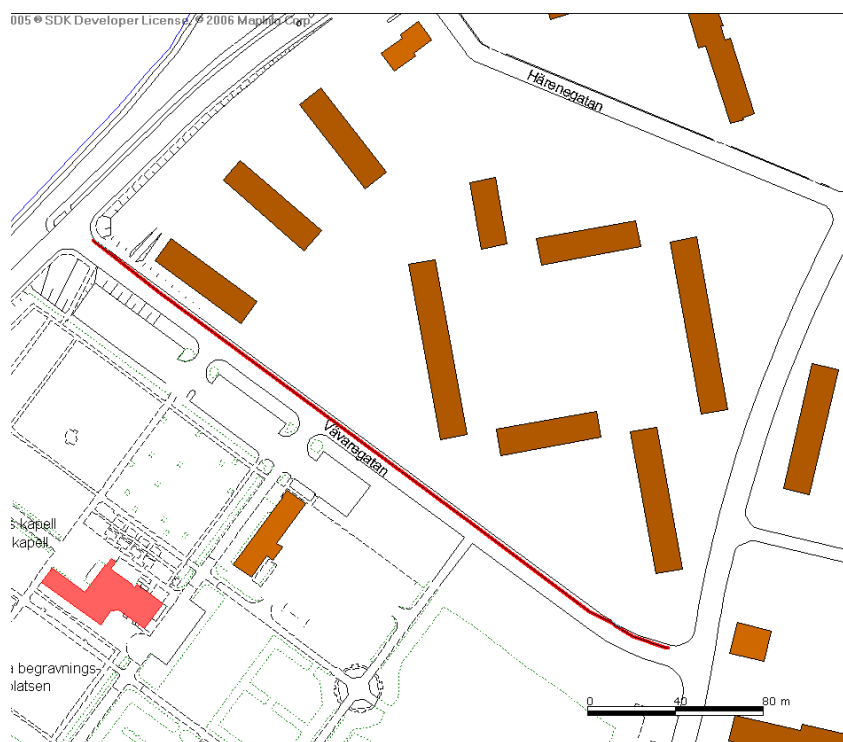 005 ® SDK Developer License, © 2006 MapInfo Corp.
Härenegatan
Vävaregatan
kapell
kapell
begravnings-
platsen
0 40 80 m